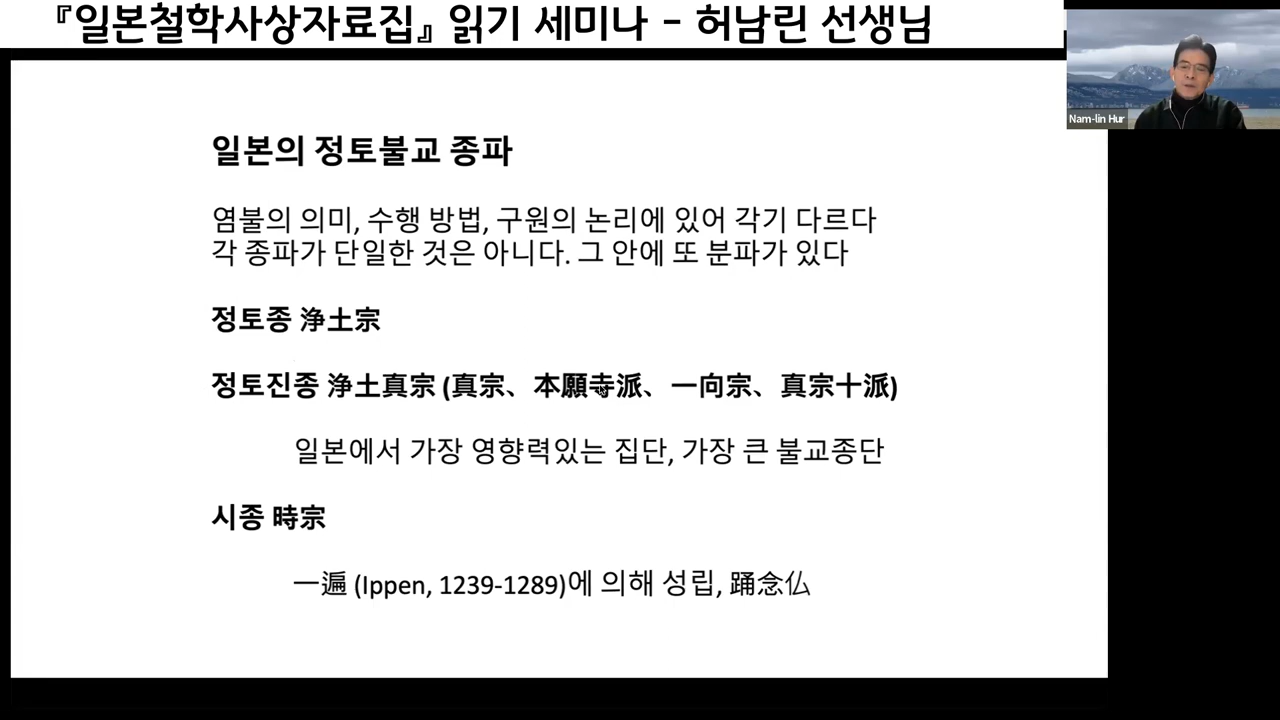 『일본철학사상자료집』 읽기 세미나 - 허남린 선생님
Nam-lin Hur
일본의 정토불교 종파
염불의 의미, 수행 방법, 구원의 논리에 있어 각기 다르다
각 종파가 단일한 것은 아니다. 그 안에 또 분파가 있다
정토종 浄土宗
정토진종 浄土真宗 (真宗、本願寺派、一向宗、真宗十派)
일본에서 가장 영향력있는 집단, 가장 큰 불교종단
시종 時宗
一遍 (Ippen, 1239-1289)에 의해 성립, 踊念仏